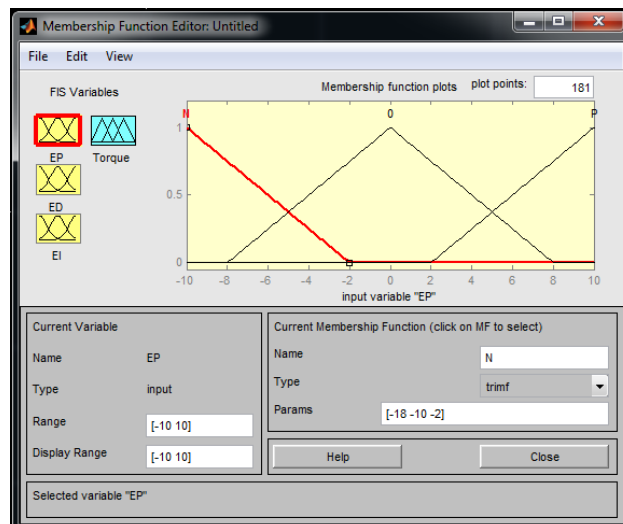 Membership Function Editor: Untitled
File Edit View
FIS Variables
Membership function plots plot points: 181
EP Torque
ED
EI
N 0 P
1
0.5
0
-10 -8 -6 -4 -2 0 2 4 6 8 10
input variable "EP"
Current Variable
Name EP
Type input
Range [-10 10]
Display Range [-10 10]
Current Membership Function (click on MF to select)
Name N
Type trimf
Params [-18 -10 -2]
Help Close
Selected variable "EP"